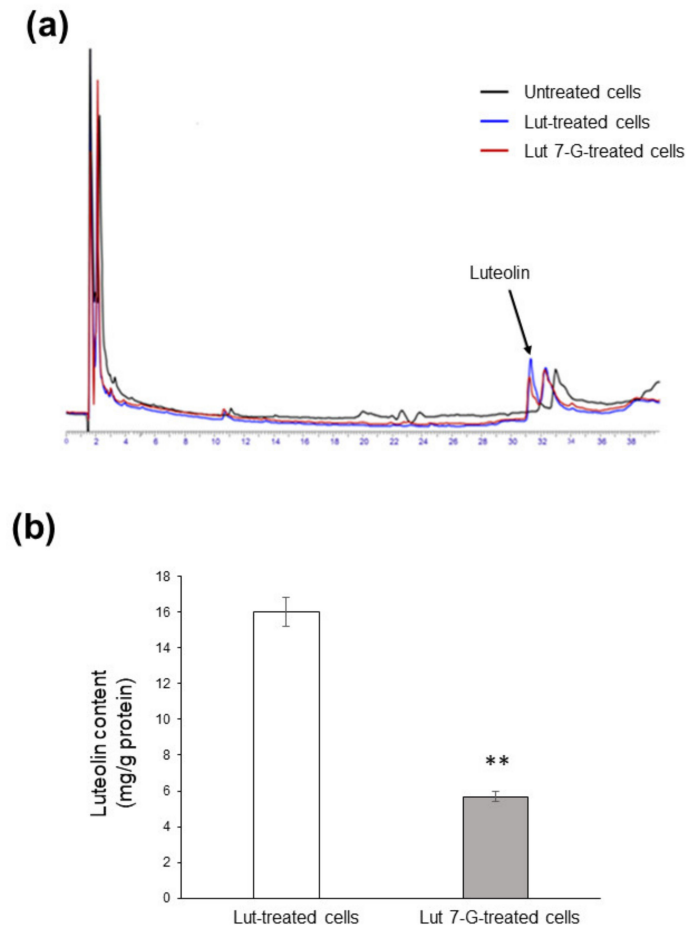 (a)
Untreated cells
Lut-treated cells
Lut 7-G-treated cells
Luteolin
0 2 4 6 8 10 12 14 16 18 20 22 24 26 28 30 32 34 36 38
(b)
Luteolin content
(mg/g protein)
18
16
14
12
10
8
6
4
2
0
**
Lut-treated cells Lut 7-G-treated cells